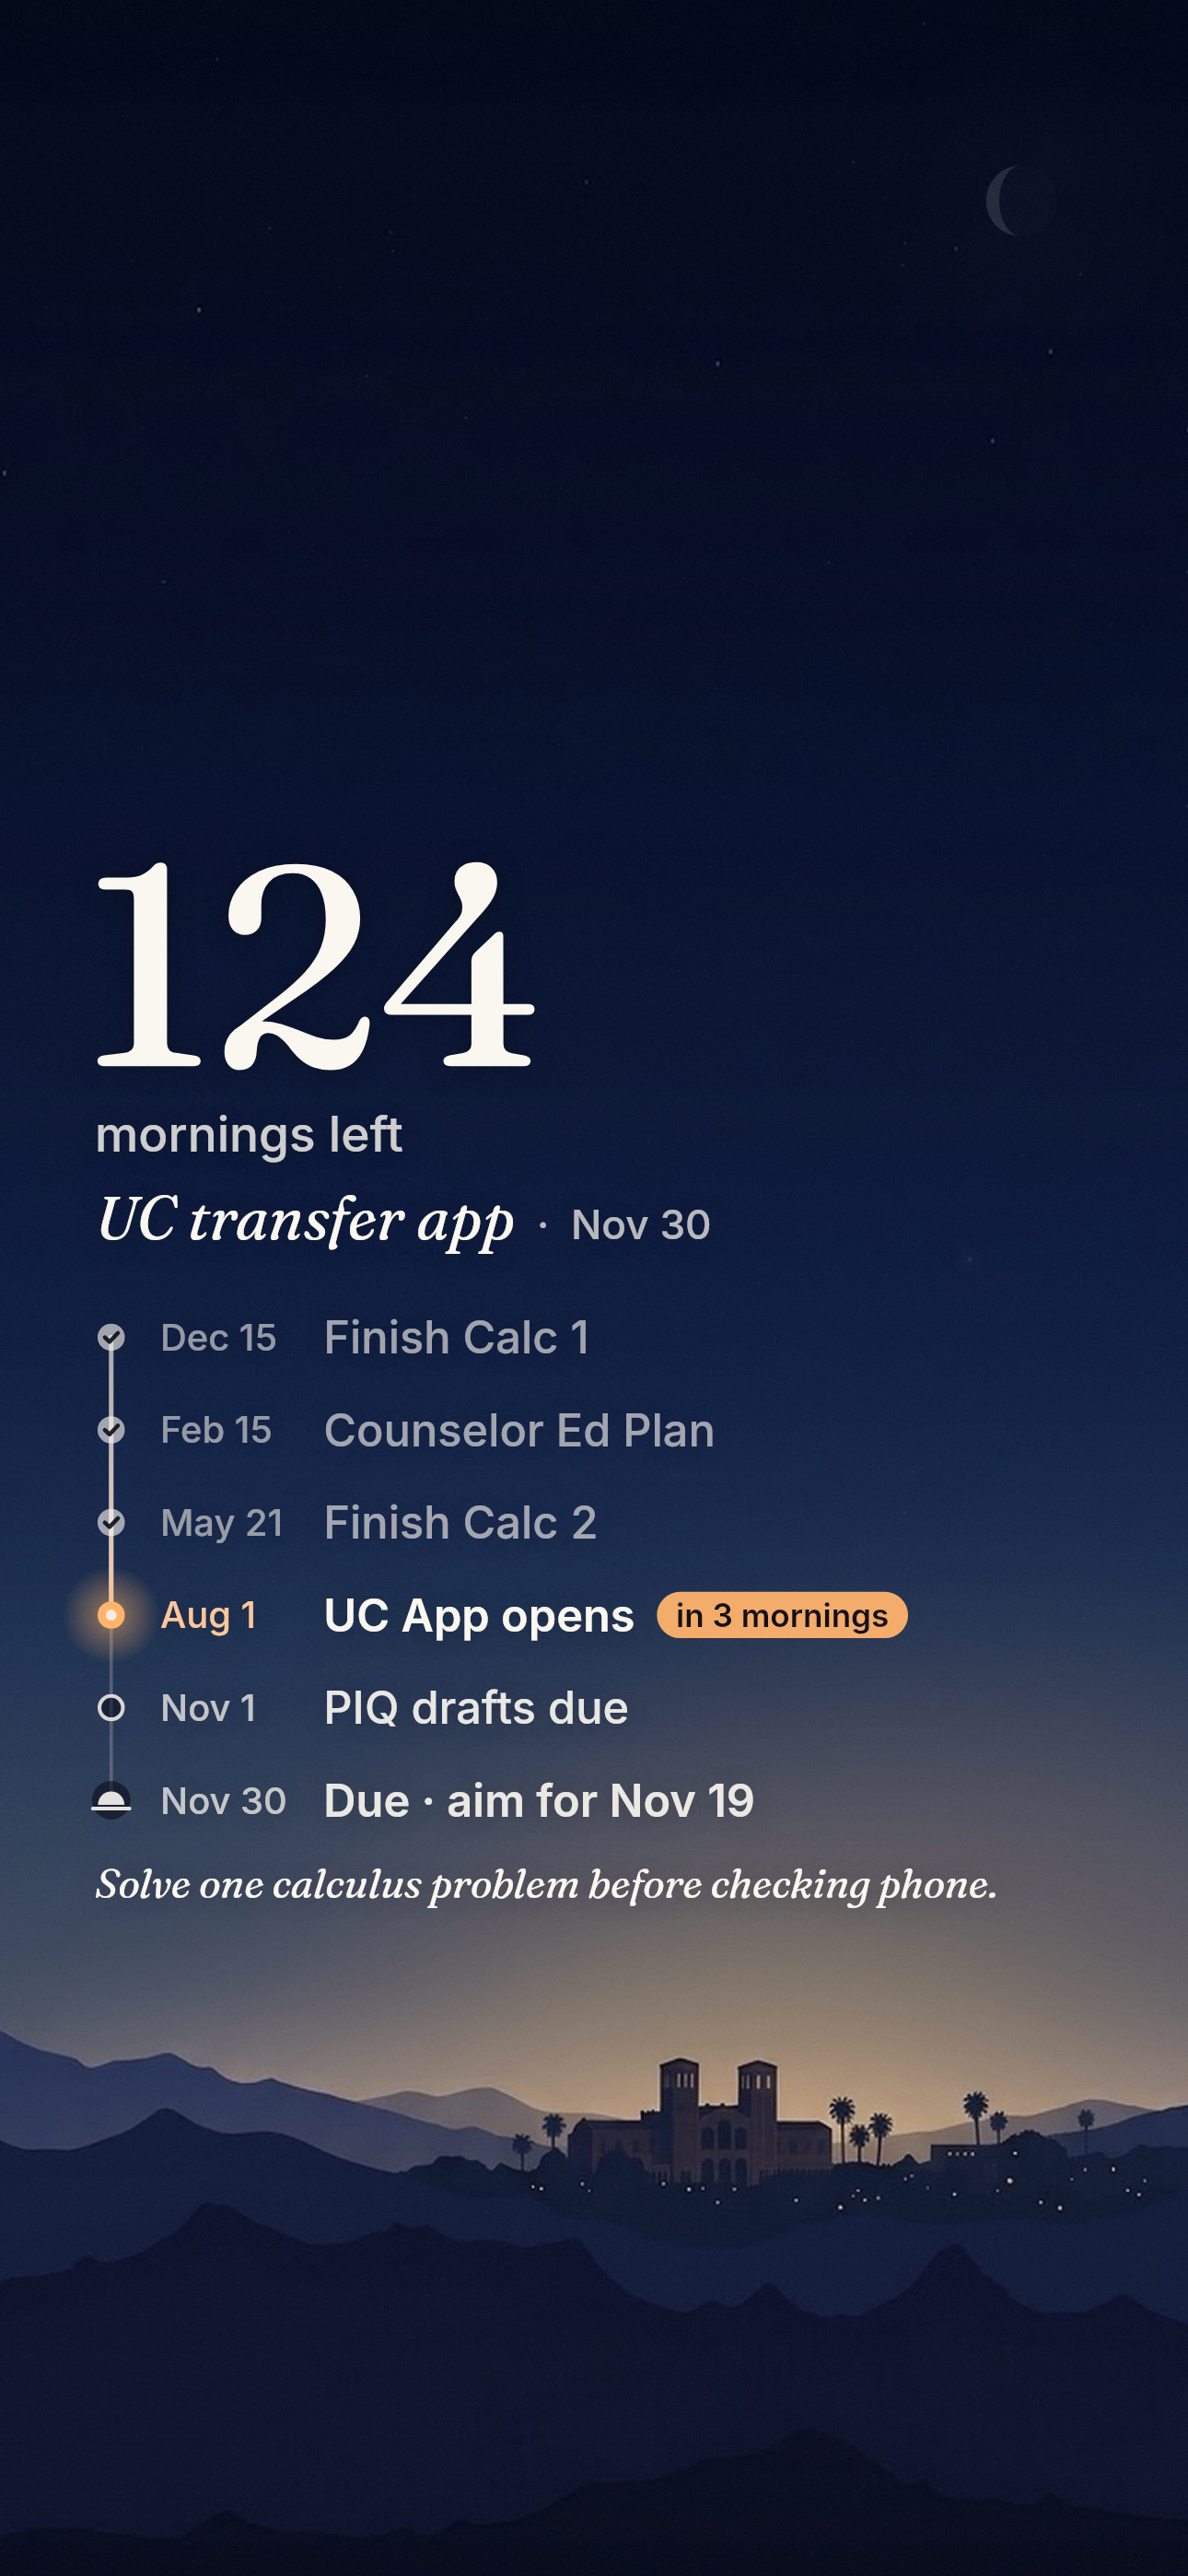 124
mornings left
UC transfer app · Nov 30
Dec 15 Finish Calc 1
Feb 15 Counselor Ed Plan
May 21 Finish Calc 2
Aug 1 UC App opens in 3 mornings
Nov 1 PIQ drafts due
Nov 30 Due · aim for Nov 19
Solve one calculus problem before checking phone.